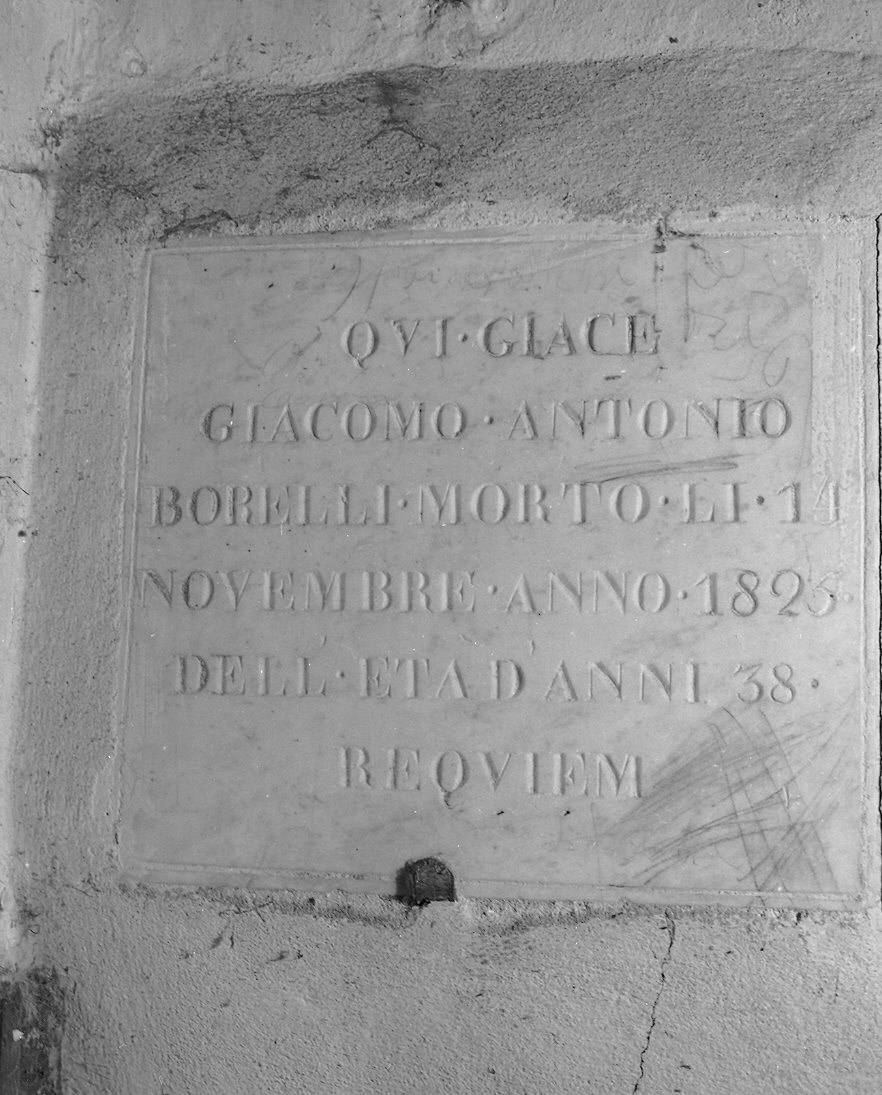 QVI·GIACE
GIACOMO·ANTONIO
BORELLI·MORTO·LI·14
NOVEMBRE·ANNO·1825·
DELL'·ETA D'ANNI 38·
REQVIEM